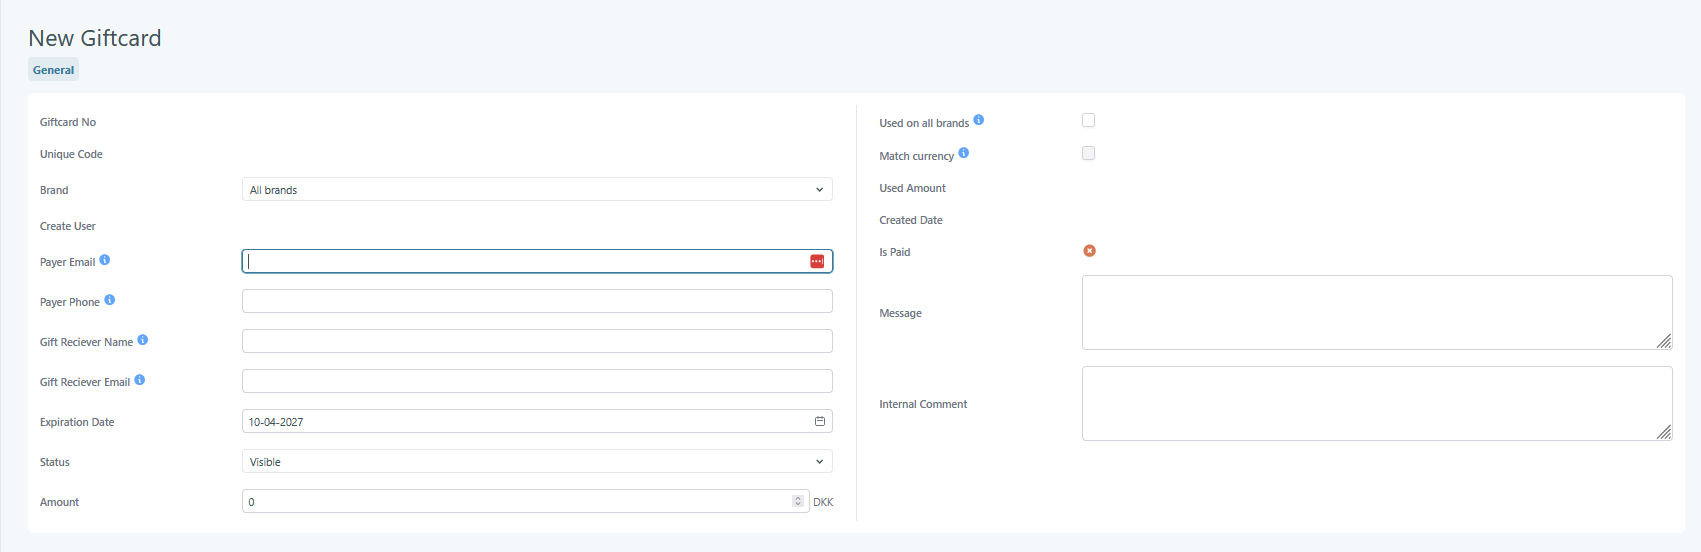 New Giftcard
General
Giftcard No
Unique Code
Brand
All brands
Create User
Payer Email
Payer Phone
Gift Reciever Name
Gift Reciever Email
Expiration Date
10-04-2027
Status
Visible
Amount
0
DKK
Used on all brands
Match currency
Used Amount
Created Date
Is Paid
Message
Internal Comment